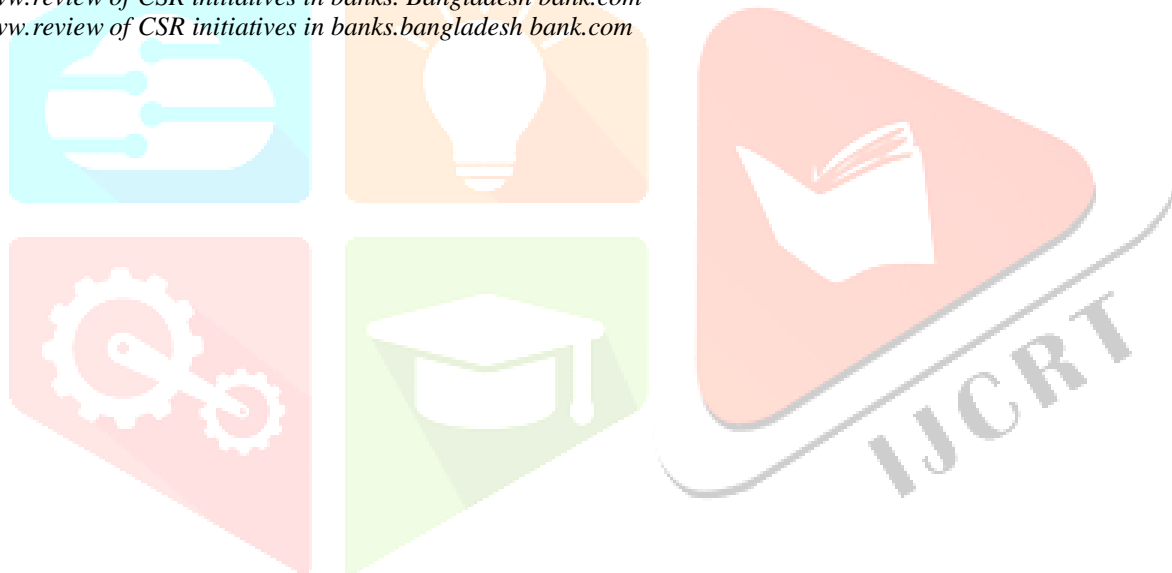 ww.review of CSR initiatives in banks. Bangladesh bank.com
ww.review of CSR initiatives in banks.bangladesh bank.com
IJCRT